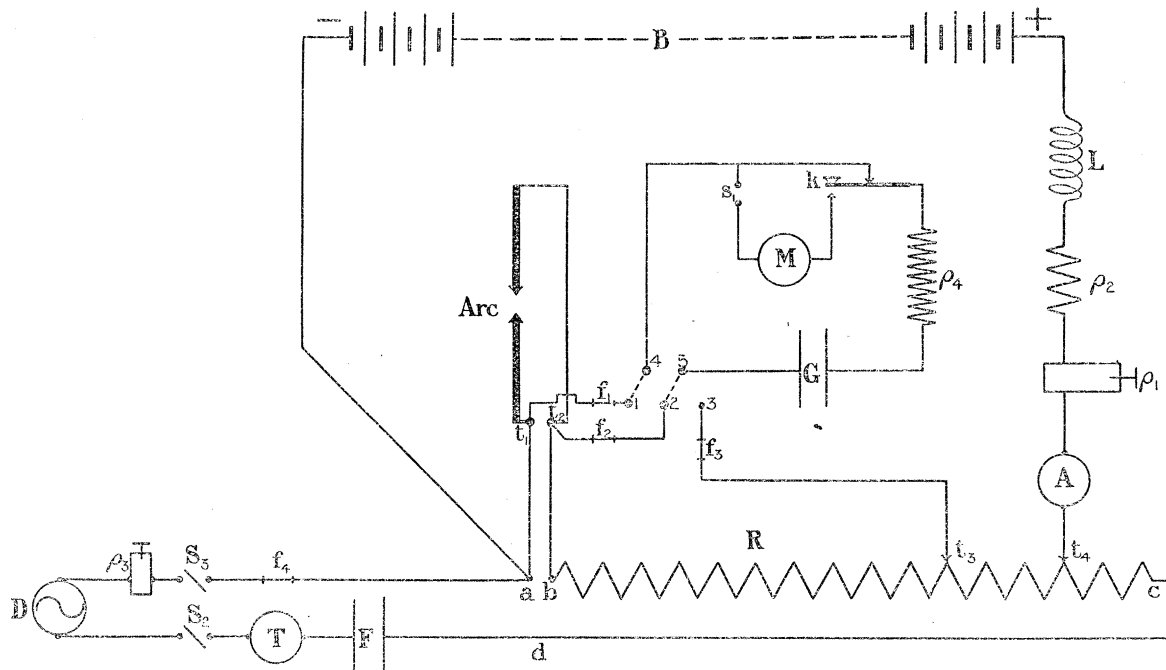 − B +
L
k
S₁
M
ρ₄
ρ₂
Arc
4 5
G
ρ₁
f₁ 1 2 3
t₁ t₂ f₂
f₃
A
R
ρ₃ S₃ f₄
t₃ t₄
a b c
D
S₂
T F
d